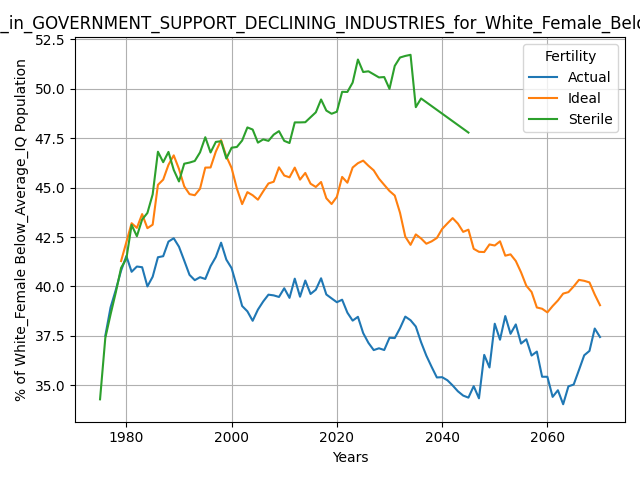 _in_GOVERNMENT_SUPPORT_DECLINING_INDUSTRIES_for_White_Female_Belo
% of White_Female Below_Average_IQ Population
52.5
50.0
47.5
45.0
42.5
40.0
37.5
35.0
Fertility
Actual
Ideal
Sterile
1980 2000 2020 2040 2060
Years